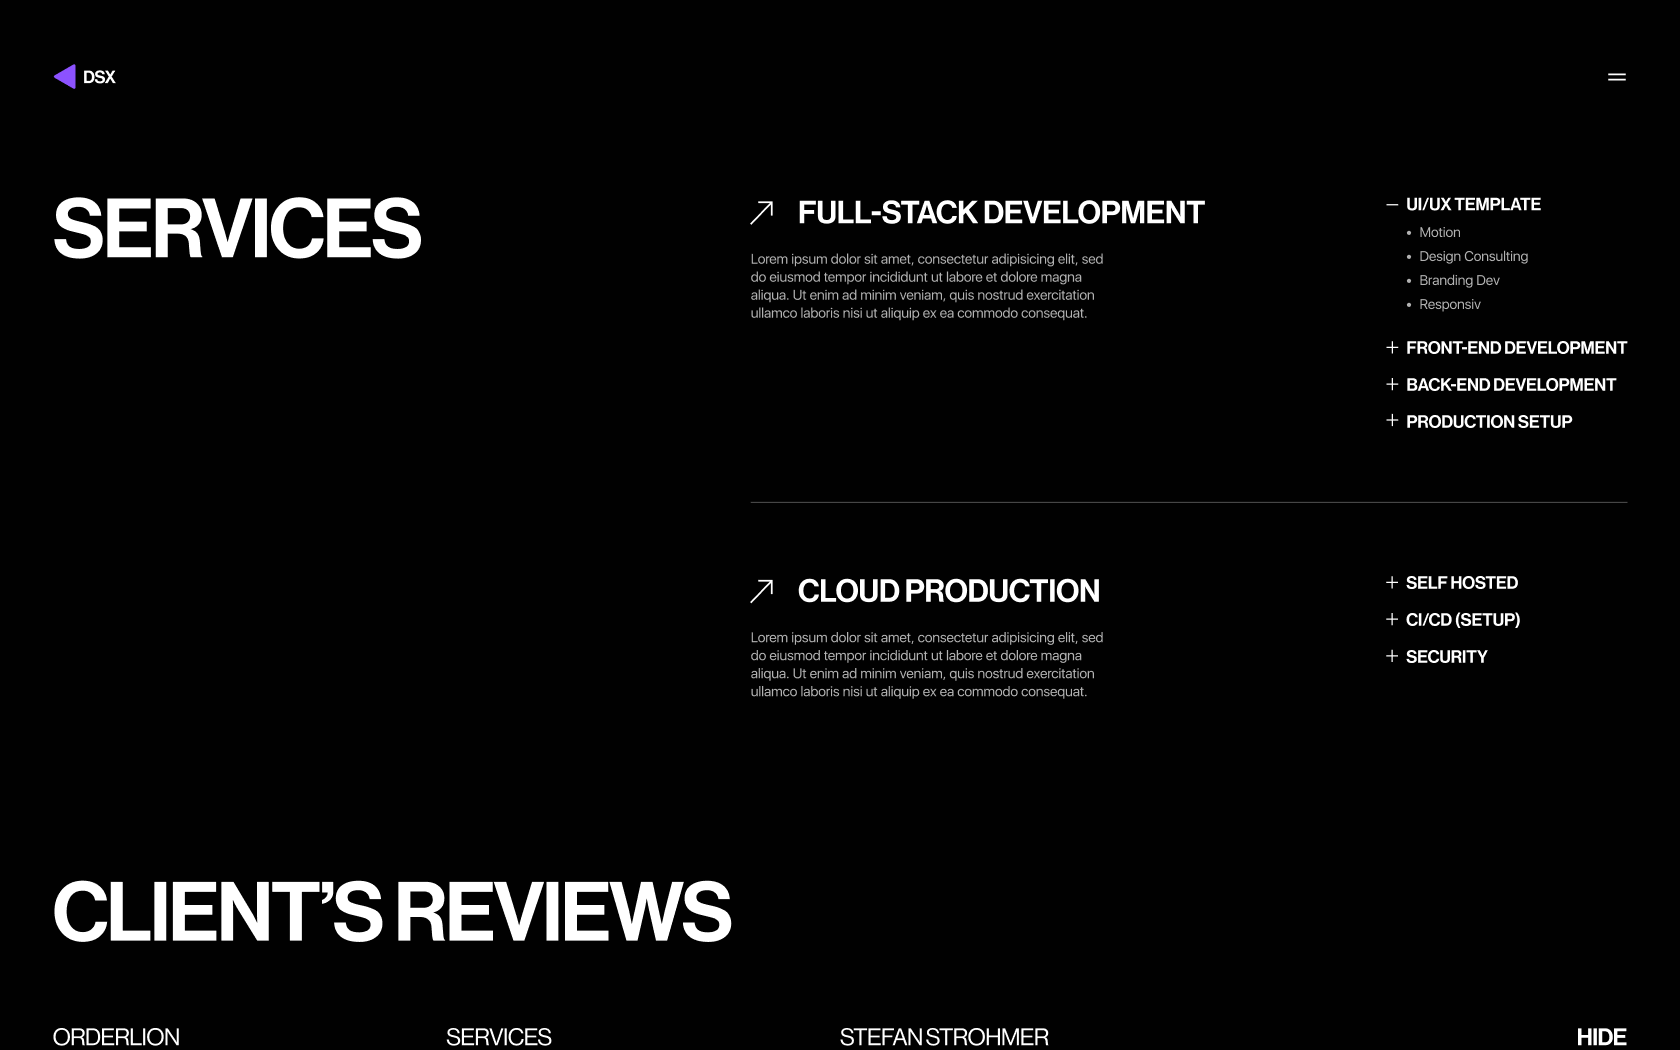 DSX
SERVICES
FULL-STACK DEVELOPMENT
Lorem ipsum dolor sit amet, consectetur adipisicing elit, sed
do eiusmod tempor incididunt ut labore et dolore magna
aliqua. Ut enim ad minim veniam, quis nostrud exercitation
ullamco laboris nisi ut aliquip ex ea commodo consequat.
UI/UX TEMPLATE
Motion
Design Consulting
Branding Dev
Responsiv
FRONT-END DEVELOPMENT
BACK-END DEVELOPMENT
PRODUCTION SETUP
CLOUD PRODUCTION
Lorem ipsum dolor sit amet, consectetur adipisicing elit, sed
do eiusmod tempor incididunt ut labore et dolore magna
aliqua. Ut enim ad minim veniam, quis nostrud exercitation
ullamco laboris nisi ut aliquip ex ea commodo consequat.
SELF HOSTED
CI/CD (SETUP)
SECURITY
CLIENT’S REVIEWS
ORDERLION
SERVICES
STEFAN STROHMER
HIDE